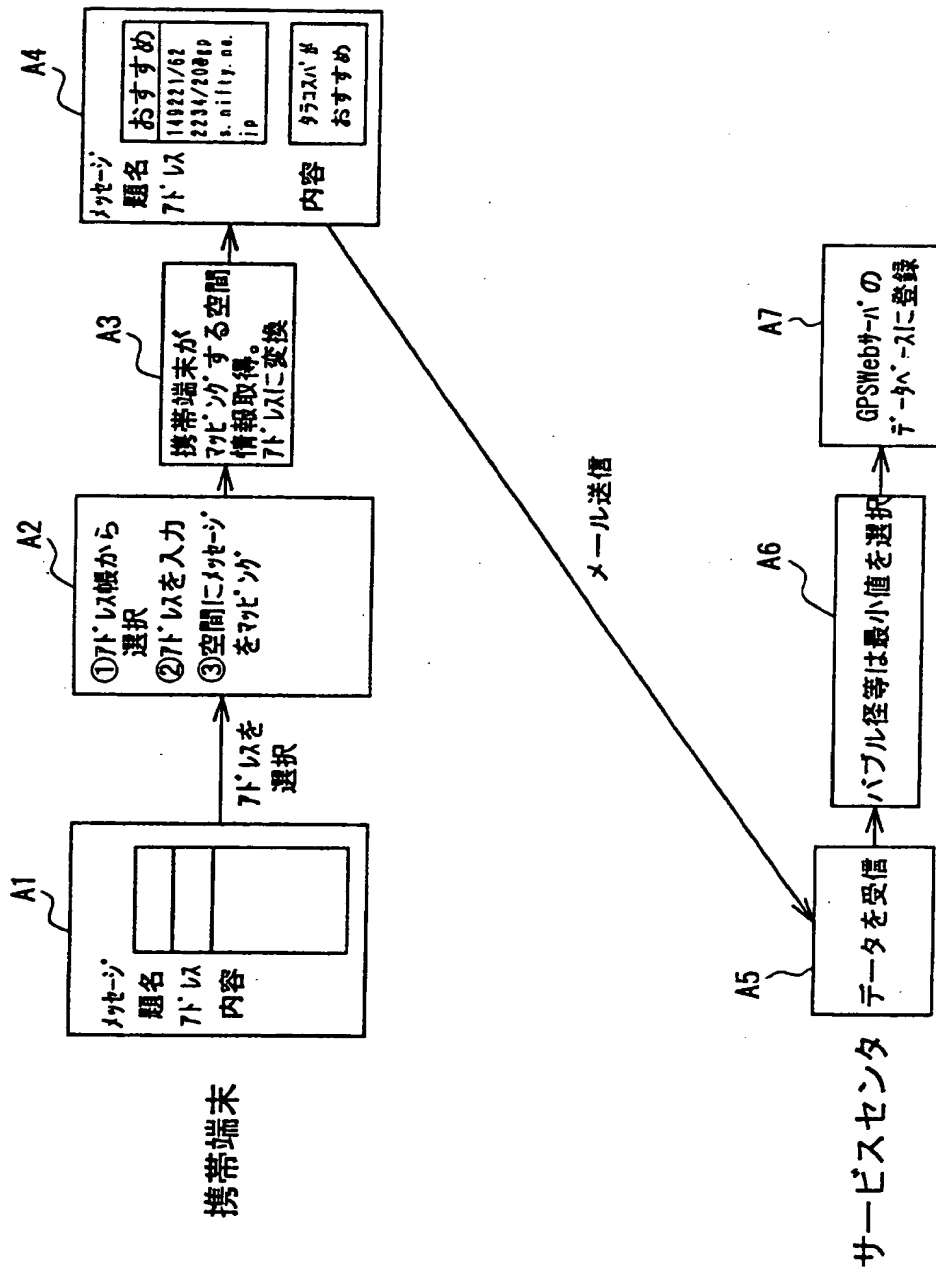 携帯端末
A1
メッセージ
題名
アドレス
内容
アドレスを
選択
A2
①アドレス帳から
選択
②アドレスを入力
③空間にメッセージ
をマッピング
A3
携帯端末が
マッピングする空間
情報取得。
アドレスに変換
A4
メッセージ
題名 おすすめ
アドレス 149221/62
2234/20@gp
s.nifty.ne.
jp
内容 タラコスパが
おすすめ
メール送信
サービスセンタ
A5
データを受信
A6
バブル径等は最小値を選択
A7
GPSWebサーバの
データベースに登録